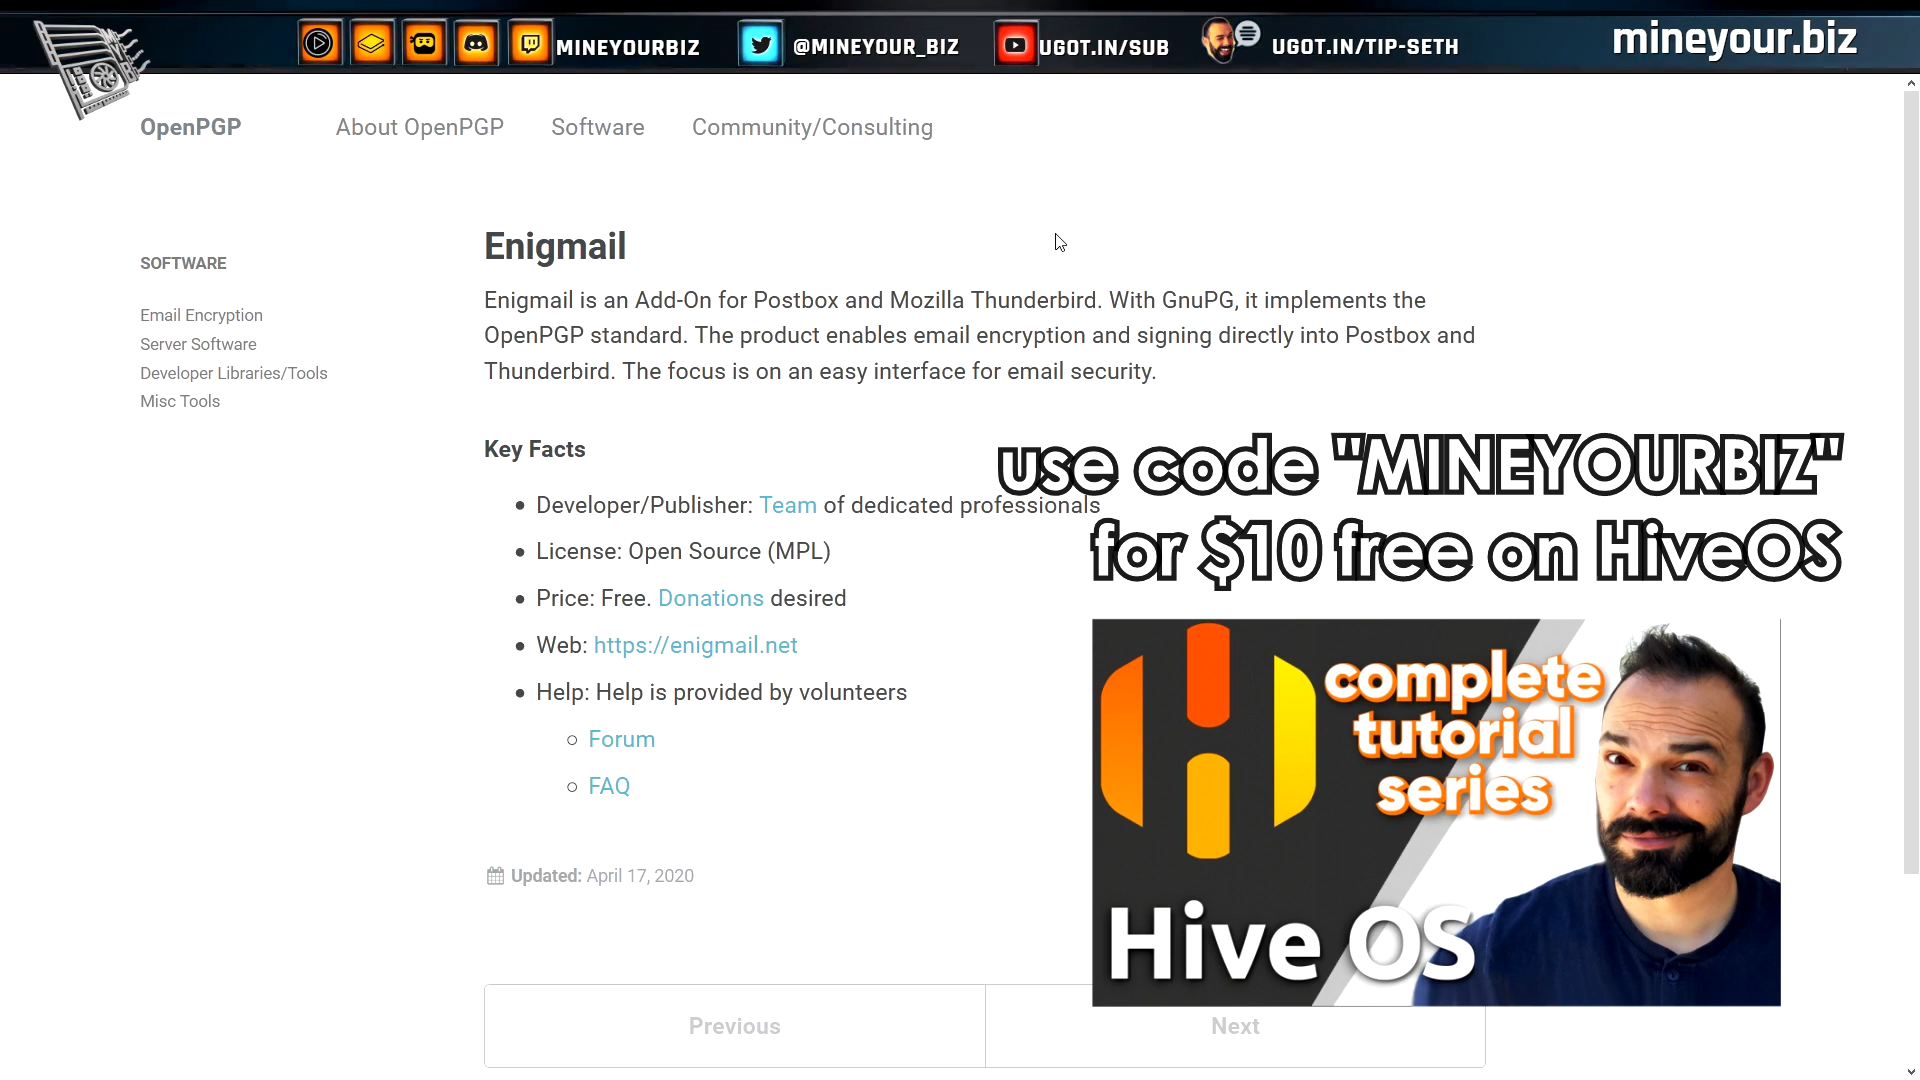 MINEYOURBIZ
@MINEYOUR_BIZ
UGOT.IN/SUB
UGOT.IN/TIP-SETH
mineyour.biz
OpenPGP
About OpenPGP
Software
Community/Consulting
SOFTWARE
Email Encryption
Server Software
Developer Libraries/Tools
Misc Tools
Enigmail
Enigmail is an Add-On for Postbox and Mozilla Thunderbird. With GnuPG, it implements the
OpenPGP standard. The product enables email encryption and signing directly into Postbox and
Thunderbird. The focus is on an easy interface for email security.
Key Facts
Developer/Publisher: Team of dedicated professionals
License: Open Source (MPL)
Price: Free. Donations desired
Web: https://enigmail.net
Help: Help is provided by volunteers
Forum
FAQ
Updated: April 17, 2020
Previous
Next
use code "MINEYOURBIZ"
for $10 free on HiveOS
complete
tutorial
series
Hive OS